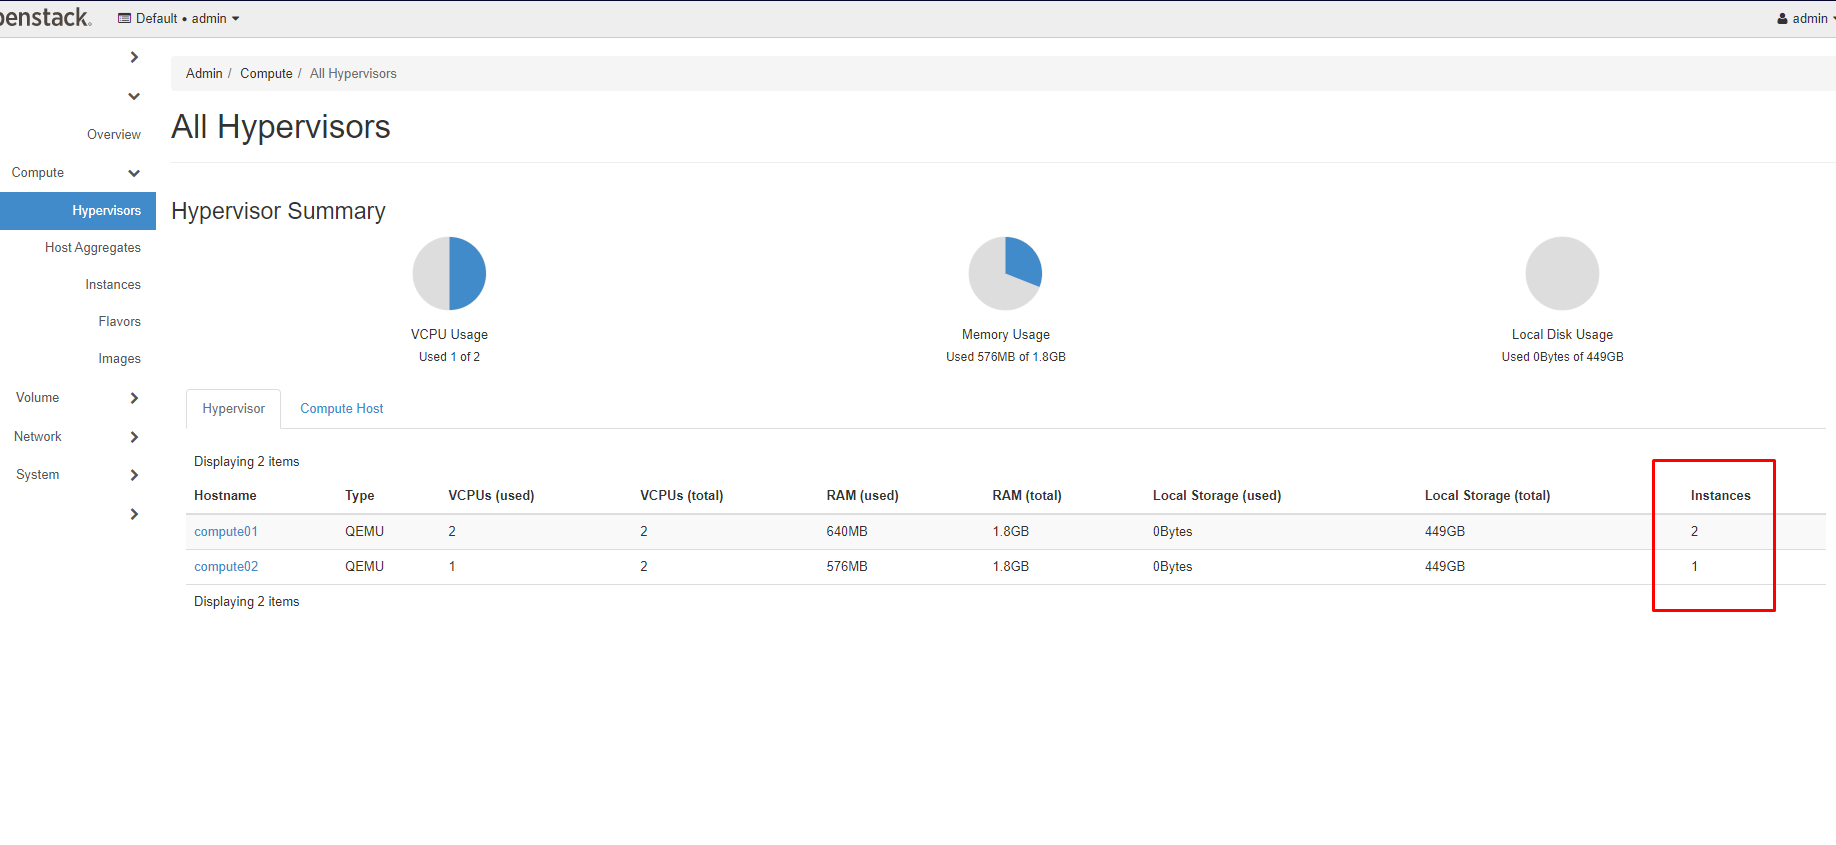 penstack. Default • admin admin
Admin / Compute / All Hypervisors
Overview
Compute
Hypervisors
Host Aggregates
Instances
Flavors
Images
Volume
Network
System
All Hypervisors
Hypervisor Summary
VCPU Usage
Used 1 of 2
Memory Usage
Used 576MB of 1.8GB
Local Disk Usage
Used 0Bytes of 449GB
Hypervisor Compute Host
Displaying 2 items
Hostname Type VCPUs (used) VCPUs (total) RAM (used) RAM (total) Local Storage (used) Local Storage (total) Instances
compute01 QEMU 2 2 640MB 1.8GB 0Bytes 449GB 2
compute02 QEMU 1 2 576MB 1.8GB 0Bytes 449GB 1
Displaying 2 items